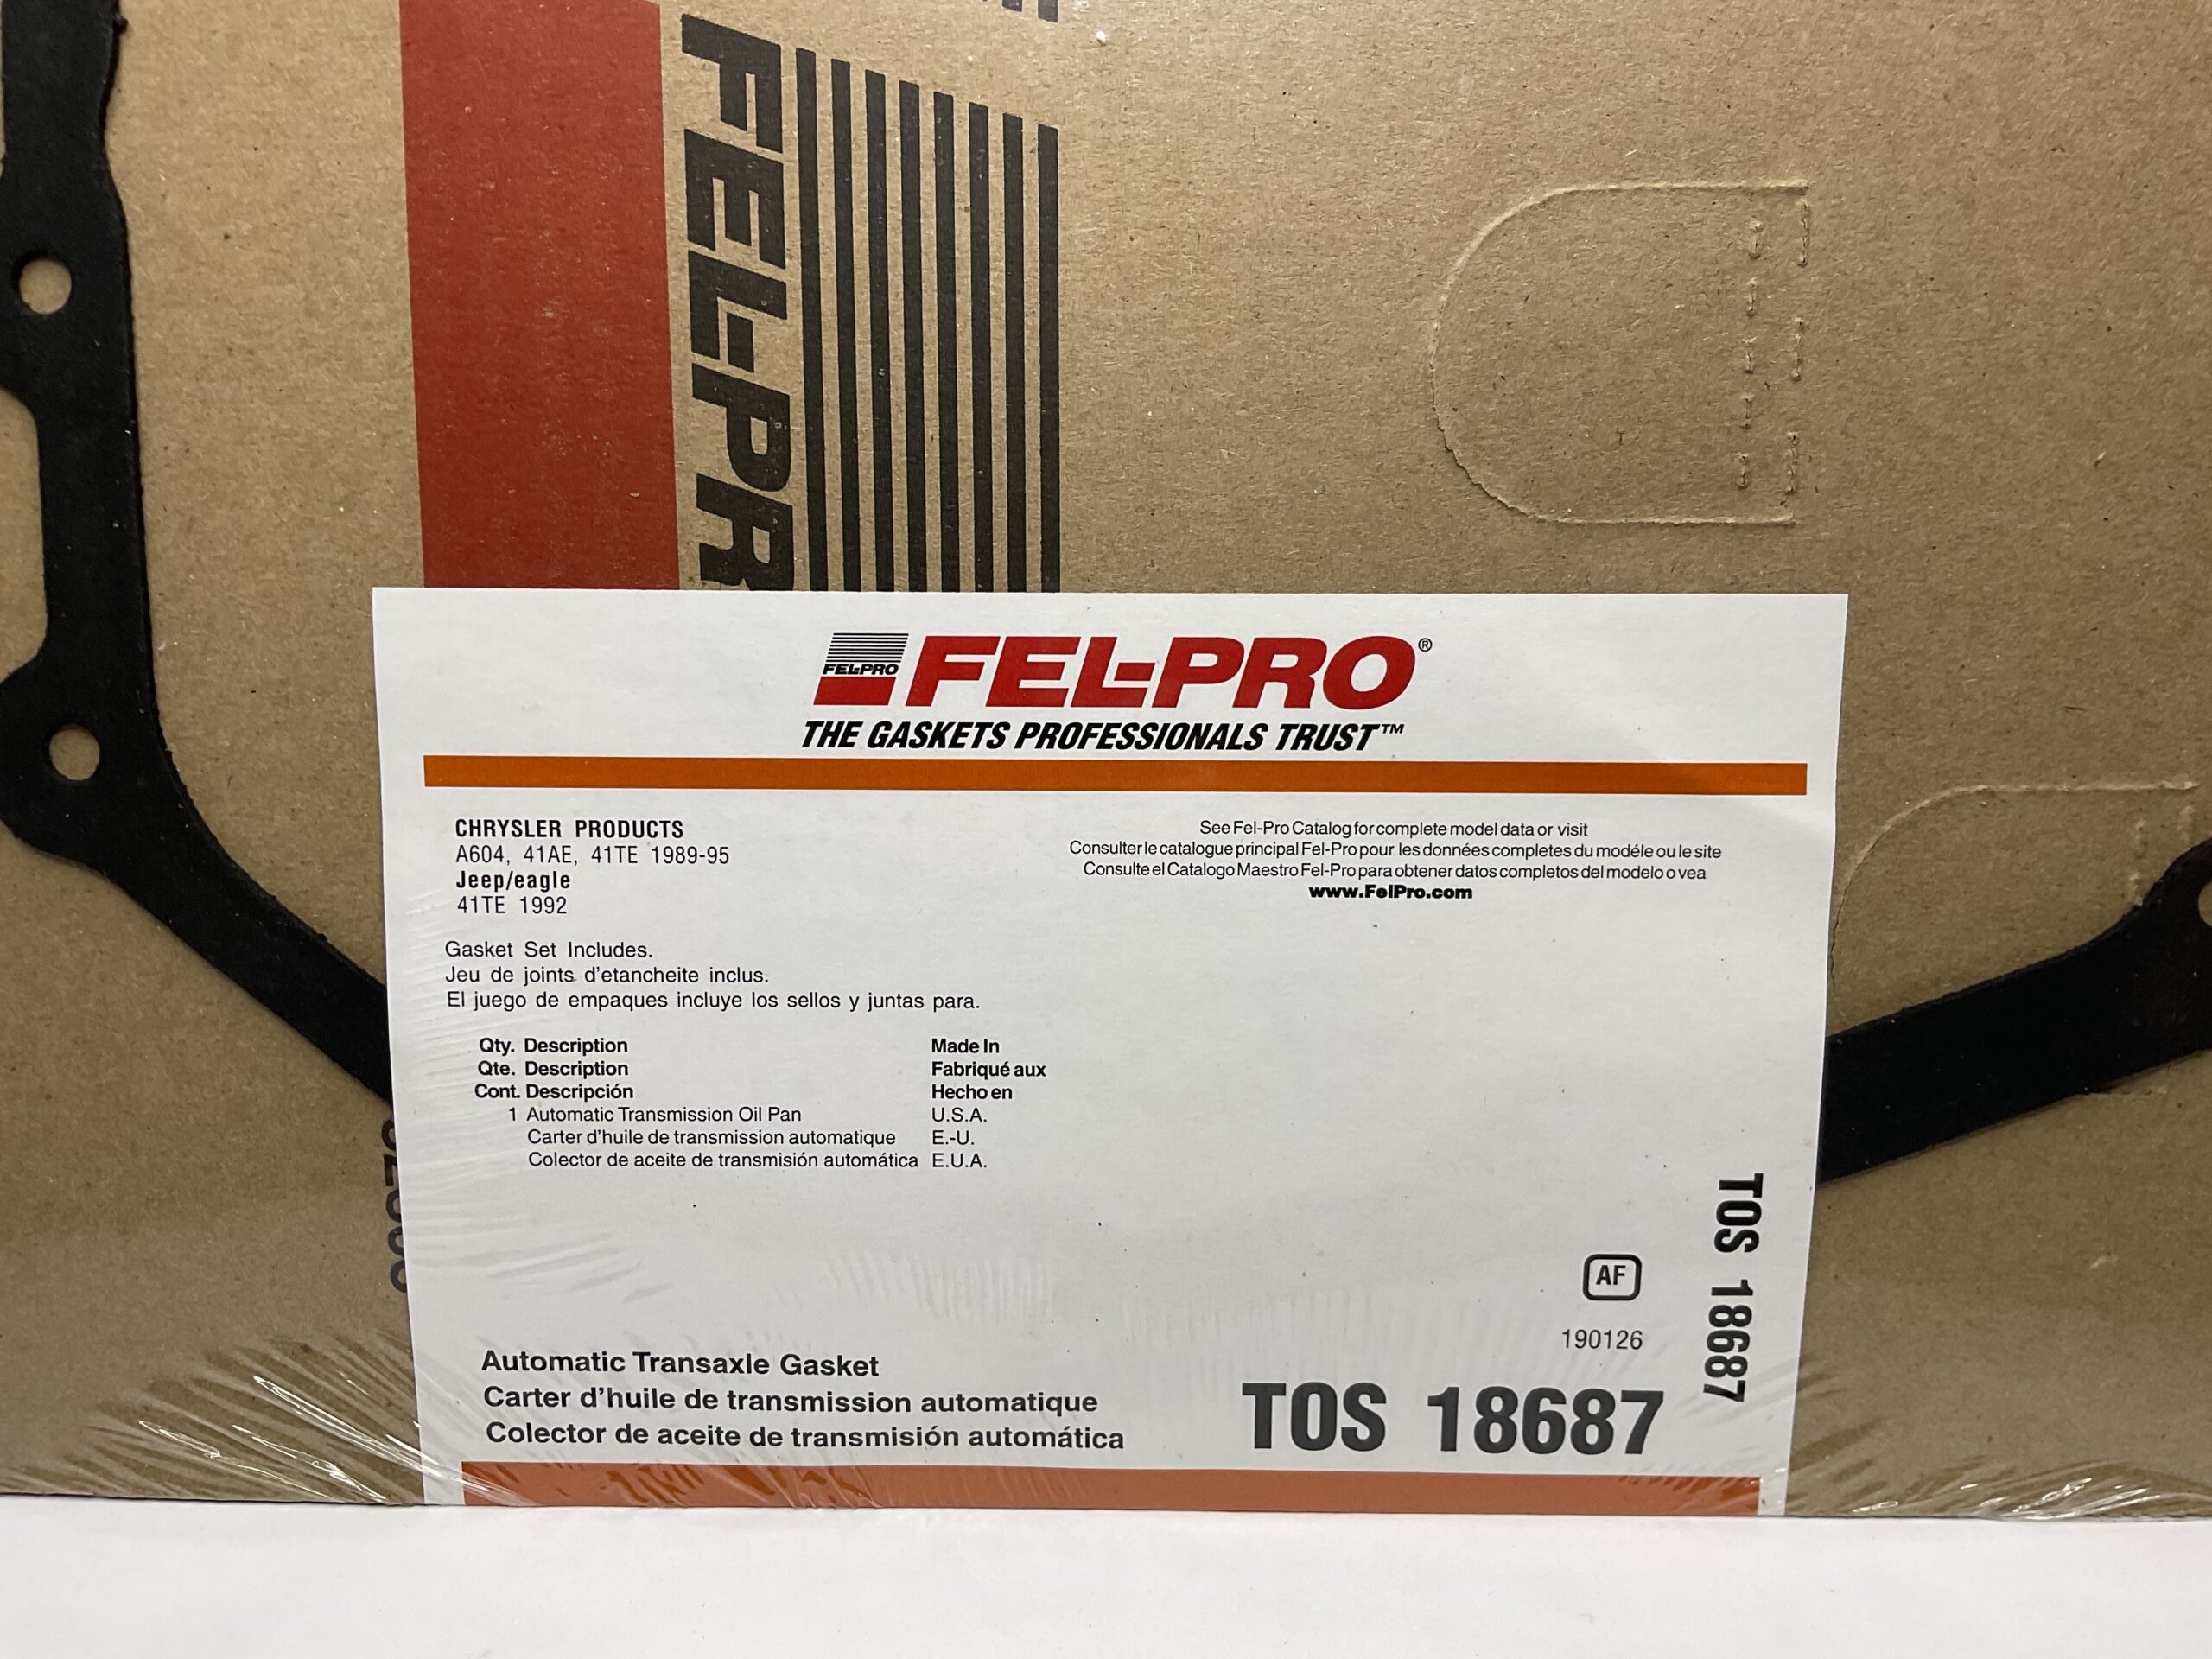 FEL-PR
FEL-PRO FEL-PRO®
THE GASKETS PROFESSIONALS TRUST™
CHRYSLER PRODUCTS
A604, 41AE, 41TE 1989-95
Jeep/eagle
41TE 1992
See Fel-Pro Catalog for complete model data or visit
Consulter le catalogue principal Fel-Pro pour les données completes du modéle ou le site
Consulte el Catalogo Maestro Fel-Pro para obtener datos completos del modelo o vea
www.FelPro.com
Gasket Set Includes.
Jeu de joints d'etancheite inclus.
El juego de empaques incluye los sellos y juntas para.
Qty. Description Made In
Qte. Description Fabriqué aux
Cont. Descripción Hecho en
1 Automatic Transmission Oil Pan U.S.A.
Carter d'huile de transmission automatique E.-U.
Colector de aceite de transmisión automática E.U.A.
TOS 18687
AF
190126
Automatic Transaxle Gasket
Carter d'huile de transmission automatique
Colector de aceite de transmisión automática
TOS 18687